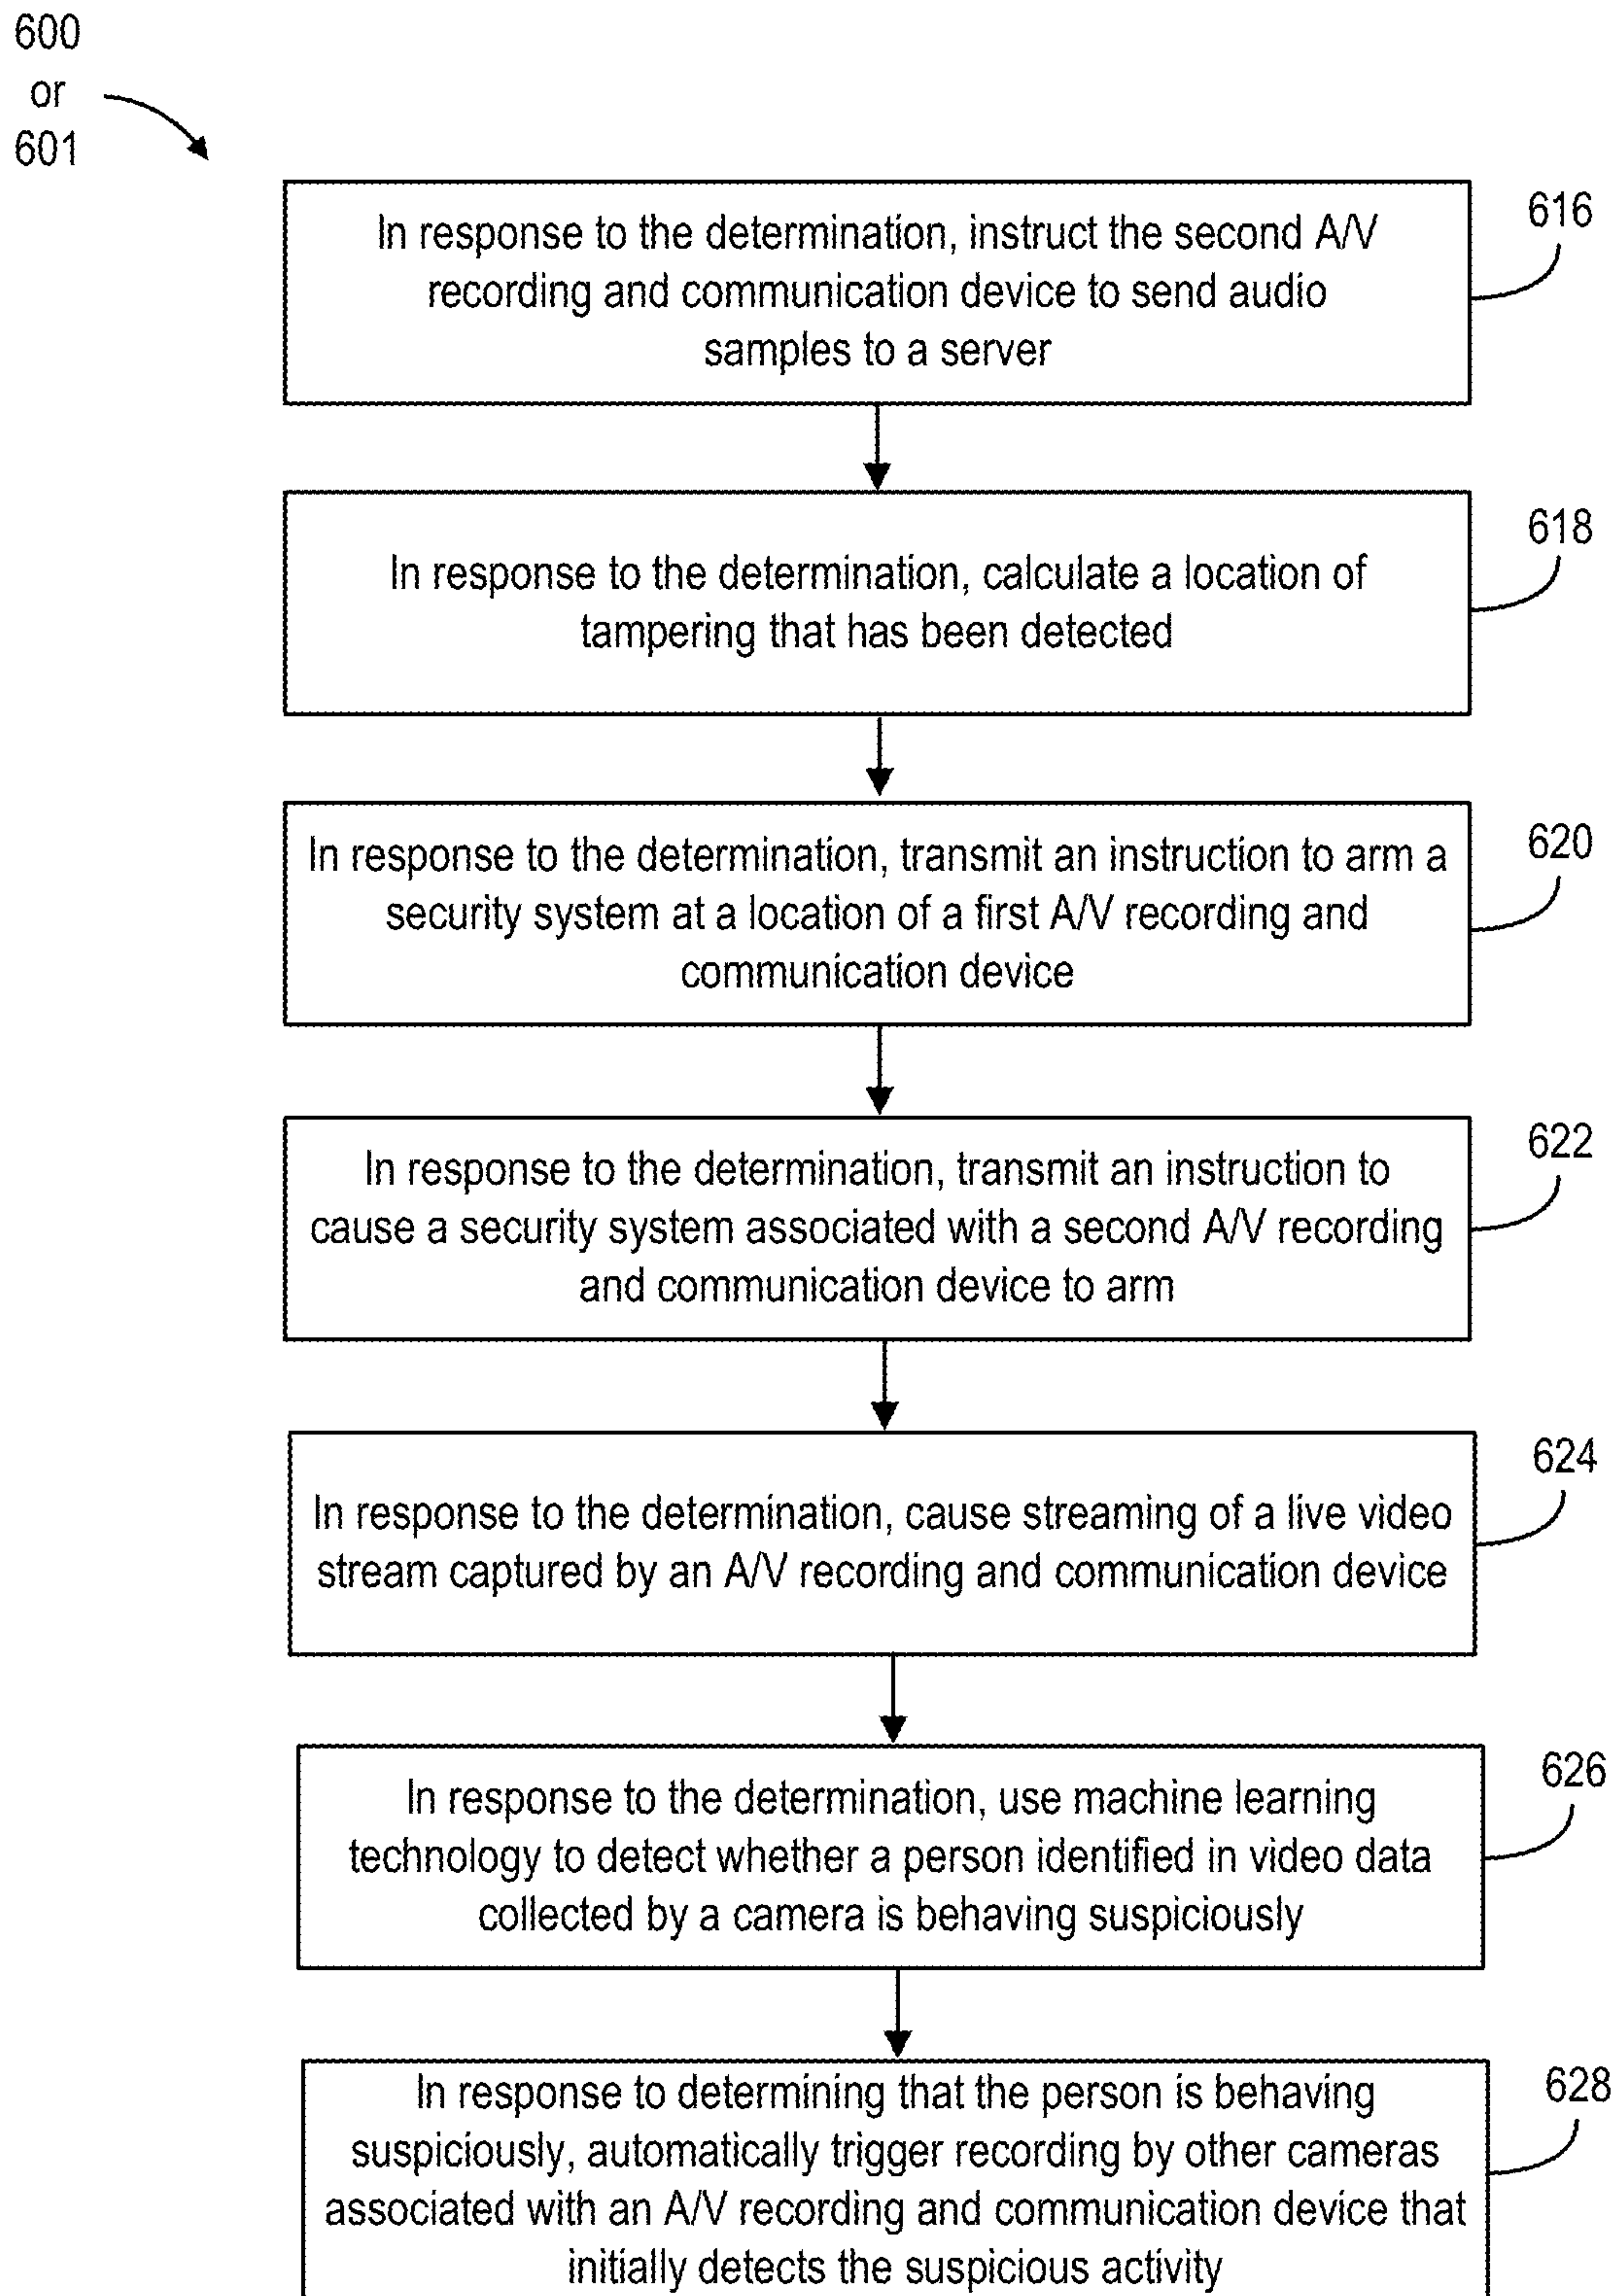 600
or
601
In response to the determination, instruct the second A/V
recording and communication device to send audio
samples to a server
616
In response to the determination, calculate a location of
tampering that has been detected
618
In response to the determination, transmit an instruction to arm a
security system at a location of a first A/V recording and
communication device
620
In response to the determination, transmit an instruction to
cause a security system associated with a second A/V recording
and communication device to arm
622
In response to the determination, cause streaming of a live video
stream captured by an A/V recording and communication device
624
In response to the determination, use machine learning
technology to detect whether a person identified in video data
collected by a camera is behaving suspiciously
626
In response to determining that the person is behaving
suspiciously, automatically trigger recording by other cameras
associated with an A/V recording and communication device that
initially detects the suspicious activity
628